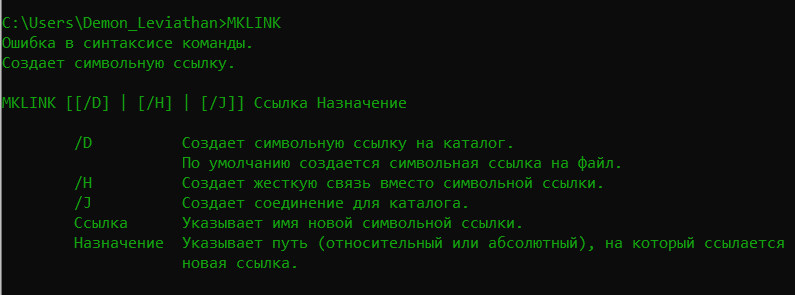 C:\Users\Demon_Leviathan>MKLINK
Ошибка в синтаксисе команды.
Создает символьную ссылку.
MKLINK [[/D] | [/H] | [/J]] Ссылка Назначение
/D Создает символьную ссылку на каталог.
По умолчанию создается символьная ссылка на файл.
/H Создает жесткую связь вместо символьной ссылки.
/J Создает соединение для каталога.
Ссылка Указывает имя новой символьной ссылки.
Назначение Указывает путь (относительный или абсолютный), на который ссылается
новая ссылка.